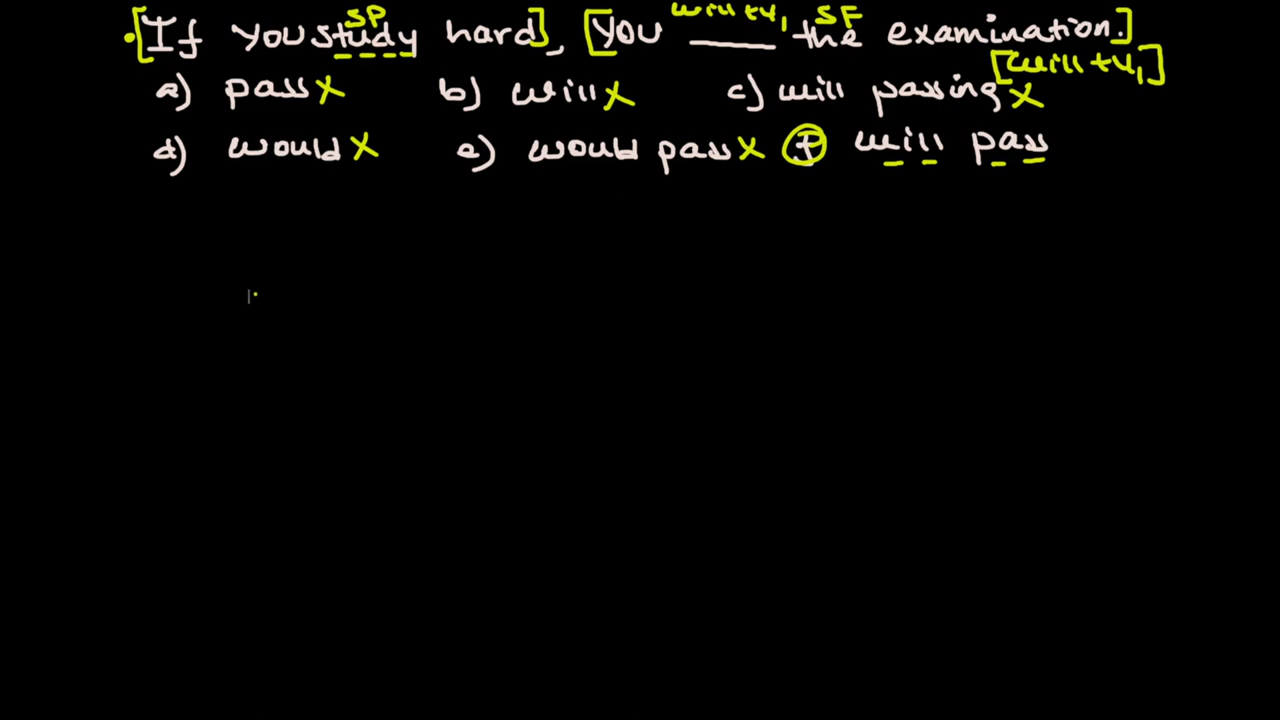 SP will+V1 SF
.[If you study hard], [You ____ the examination.]
[will+V1]
a) pass X b) will X c) will passing X
d) would X e) would pass X f will pass